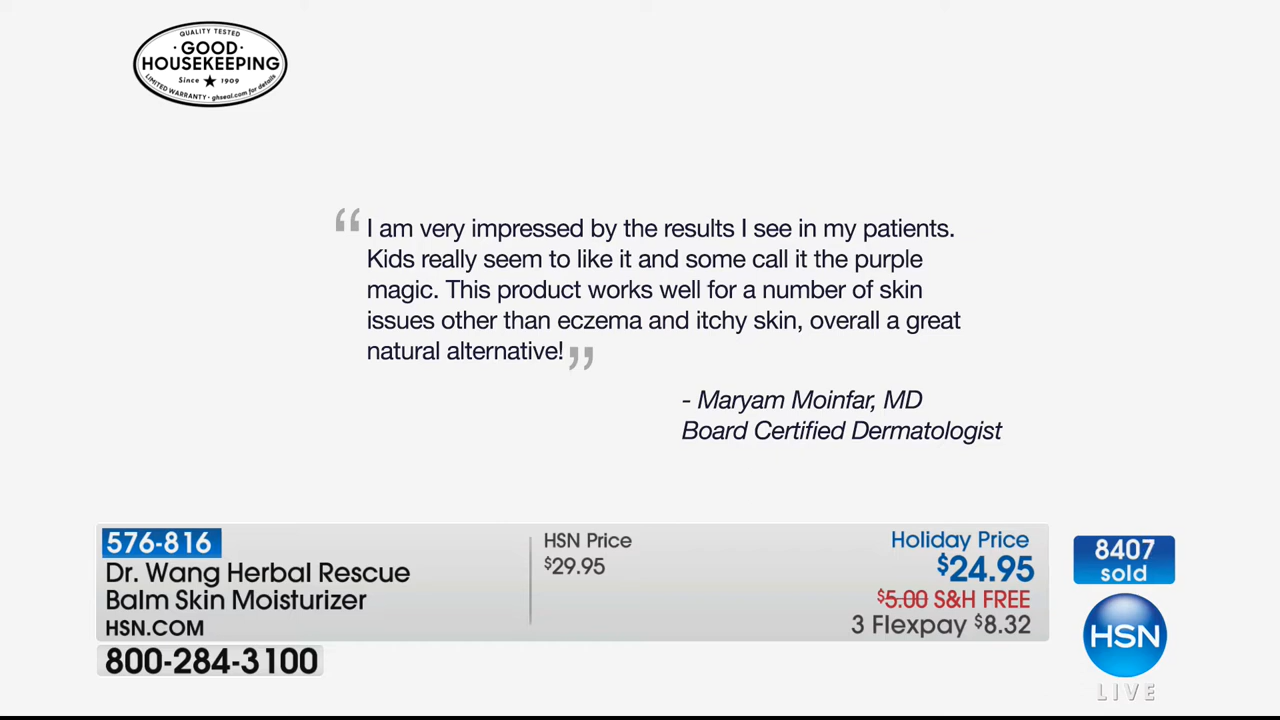 QUALITY TESTED
GOOD
HOUSEKEEPING
Since ★ 1909
LIMITED WARRANTY • ghseal.com for details
“I am very impressed by the results I see in my patients.
Kids really seem to like it and some call it the purple
magic. This product works well for a number of skin
issues other than eczema and itchy skin, overall a great
natural alternative!”
- Maryam Moinfar, MD
Board Certified Dermatologist
576-816
Dr. Wang Herbal Rescue
Balm Skin Moisturizer
HSN.COM
800-284-3100
HSN Price
$29.95
Holiday Price
$24.95
$5.00 S&H FREE
3 Flexpay $8.32
8407
sold
HSN
LIVE